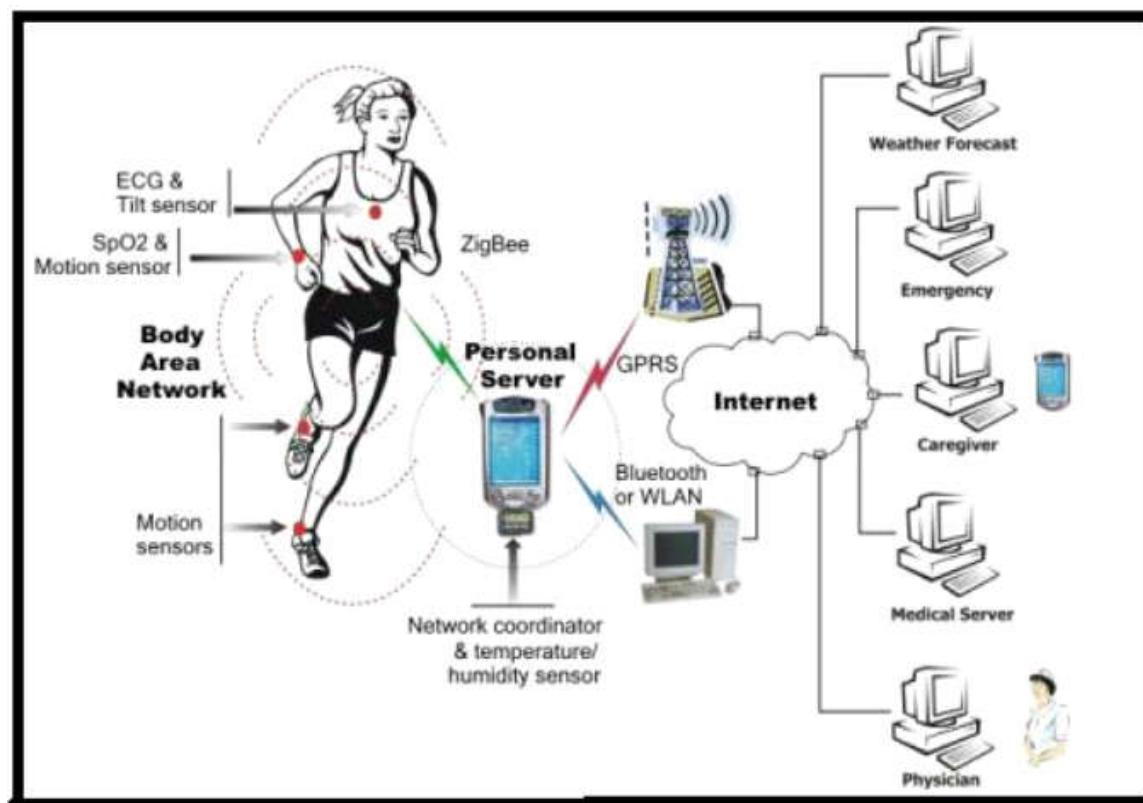 ECG &
Tilt sensor
SpO2 &
Motion sensor
Body
Area
Network
Motion
sensors
ZigBee
Personal
Server
Network coordinator
& temperature/
humidity sensor
GPRS
Bluetooth
or WLAN
Internet
Weather Forecast
Emergency
Caregiver
Medical Server
Physician